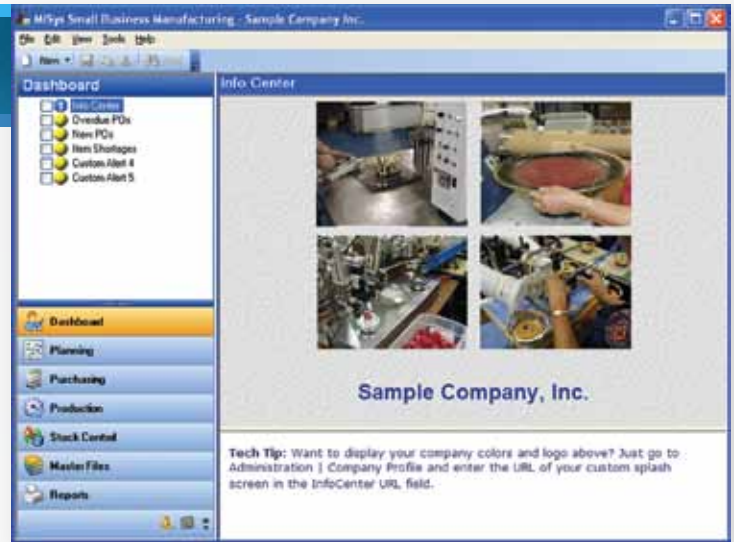 MISys Small Business Manufacturing - Sample Company Inc.
File Edit View Tools Help
New
Dashboard
Info Center
Info Center
Overdue POs
New POs
Item Shortages
Custom Alert 4
Custom Alert 5
Dashboard
Planning
Purchasing
Production
Stock Control
Master Files
Reports
Sample Company, Inc.
Tech Tip: Want to display your company colors and logo above? Just go to
Administration | Company Profile and enter the URL of your custom splash
screen in the InfoCenter URL field.